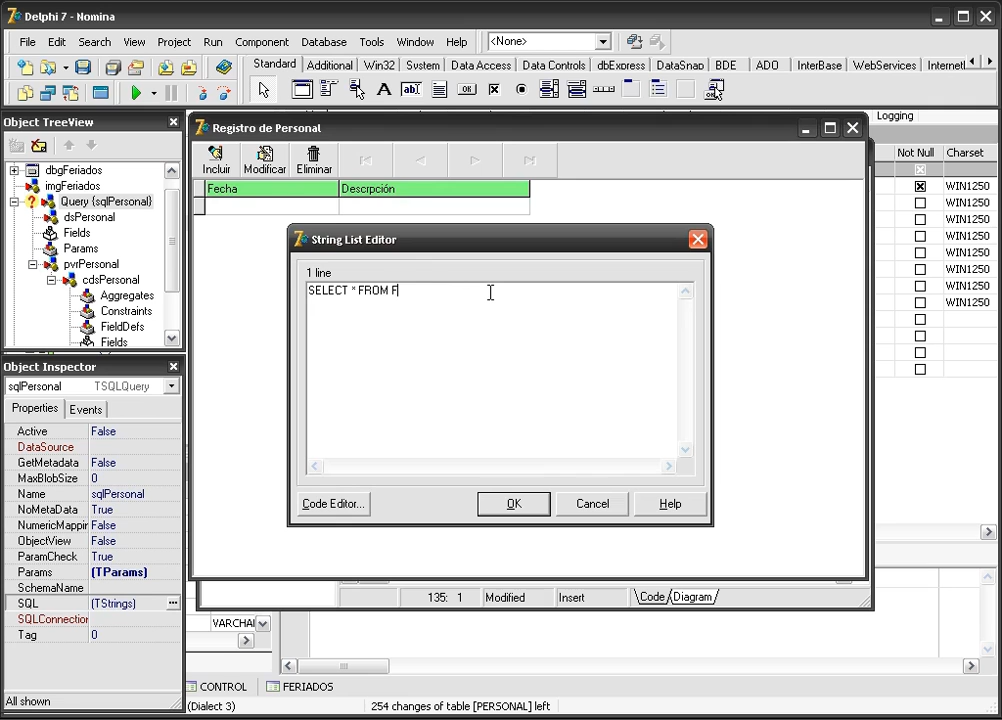 Delphi 7 - Nomina
File Edit Search View Project Run Component Database Tools Window Help <None>
Standard Additional Win32 System Data Access Data Controls dbExpress DataSnap BDE ADO InterBase WebServices InternetE
Object TreeView
dbgFeriados
imgFeriados
Query {sqlPersonal}
dsPersonal
Fields
Params
pvrPersonal
cdsPersonal
Aggregates
Constraints
FieldDefs
Fields
Registro de Personal
Incluir Modificar Eliminar
Fecha Descrpción
Logging
Not Null Charset
WIN1250
WIN1250
WIN1250
WIN1250
WIN1250
WIN1250
WIN1250
WIN1250
String List Editor
1 line
SELECT * FROM F
Code Editor... OK Cancel Help
Object Inspector
sqlPersonal TSQLQuery
Properties Events
Active False
DataSource
GetMetadata False
MaxBlobSize 0
Name sqlPersonal
NoMetaData True
NumericMappir False
ObjectView False
ParamCheck True
Params (TParams)
SchemaName
SQL (TStrings) ...
SQLConnection
Tag 0
All shown
135: 1 Modified Insert Code Diagram
VARCHA
CONTROL FERIADOS
(Dialect 3) 254 changes of table [PERSONAL] left